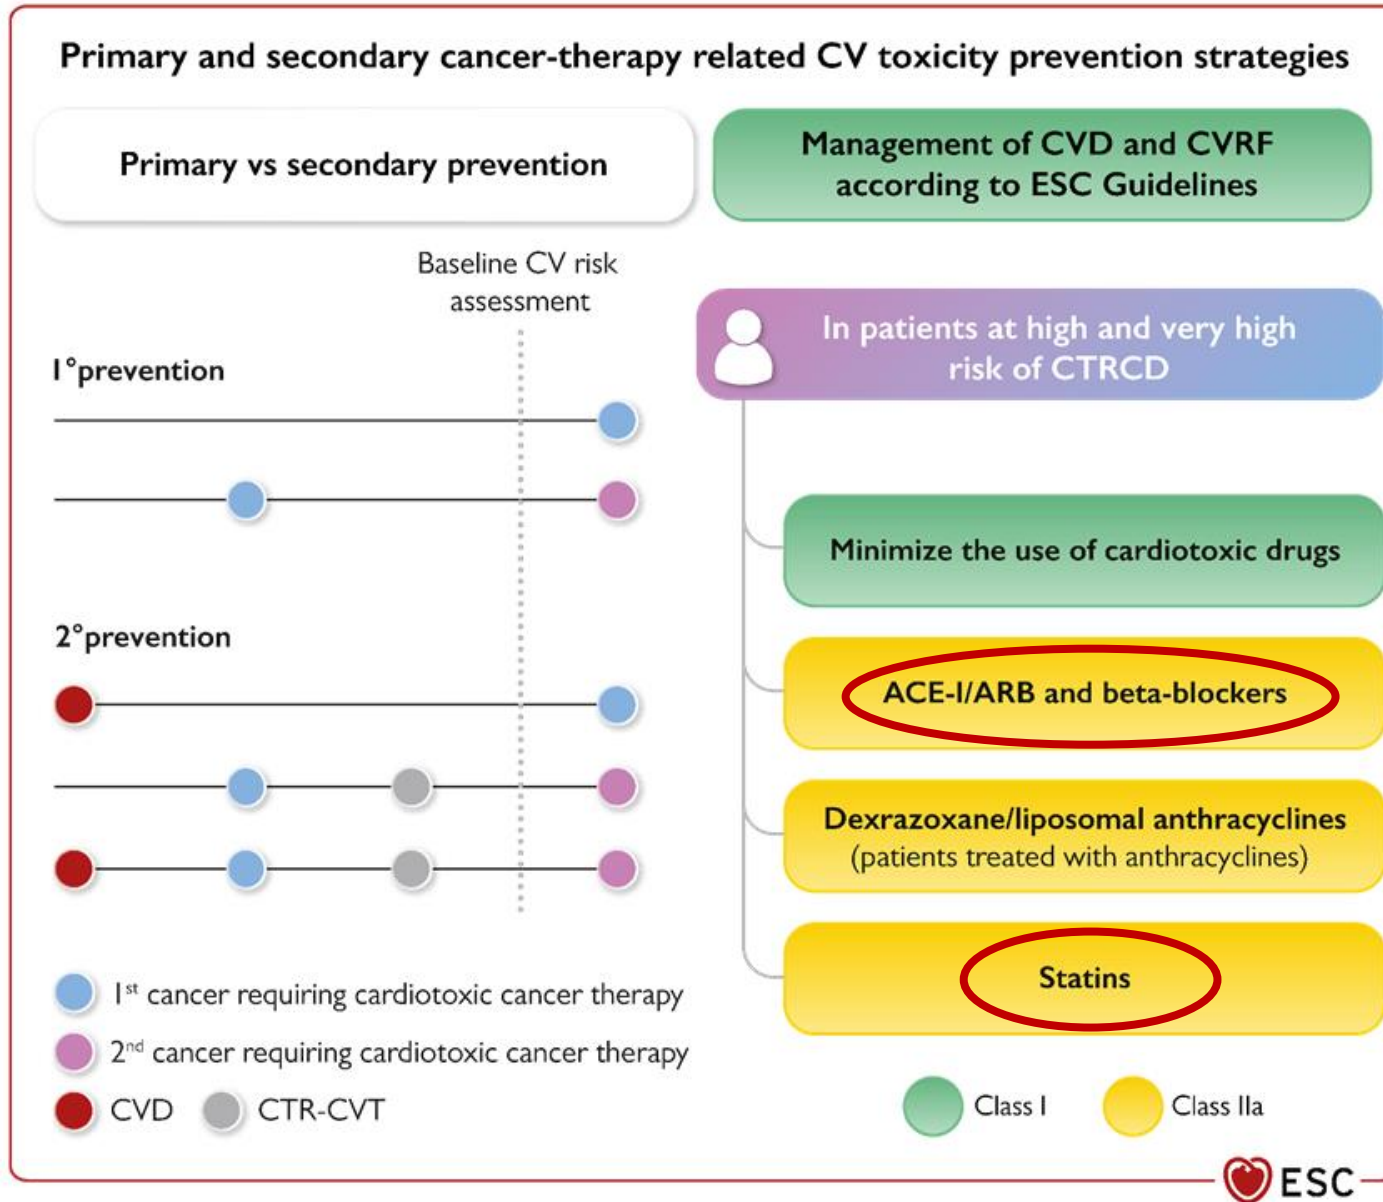 Primary and secondary cancer-therapy related CV toxicity prevention strategies
Primary vs secondary prevention
Baseline CV risk
assessment
1°prevention
2°prevention
1st cancer requiring cardiotoxic cancer therapy
2nd cancer requiring cardiotoxic cancer therapy
CVD
CTR-CVT
Management of CVD and CVRF
according to ESC Guidelines
In patients at high and very high
risk of CTRCD
Minimize the use of cardiotoxic drugs
ACE-I/ARB and beta-blockers
Dexrazoxane/liposomal anthracyclines
(patients treated with anthracyclines)
Statins
Class I
Class IIa
ESC